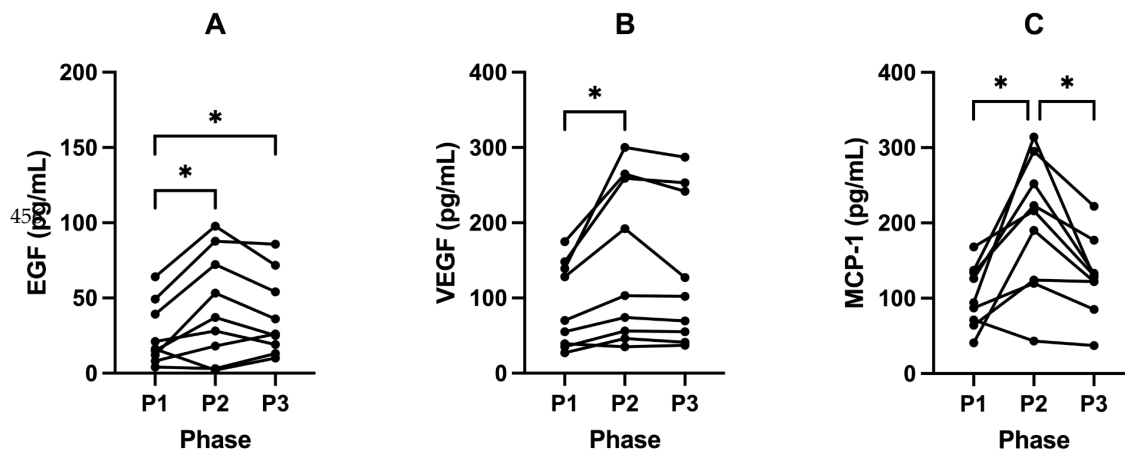 A
200
150
100
50
0
EGF (pg/mL)
*
*
P1 P2 P3
Phase
B
400
300
200
100
0
VEGF (pg/mL)
*
P1 P2 P3
Phase
C
400
300
200
100
0
MCP-1 (pg/mL)
* *
P1 P2 P3
Phase